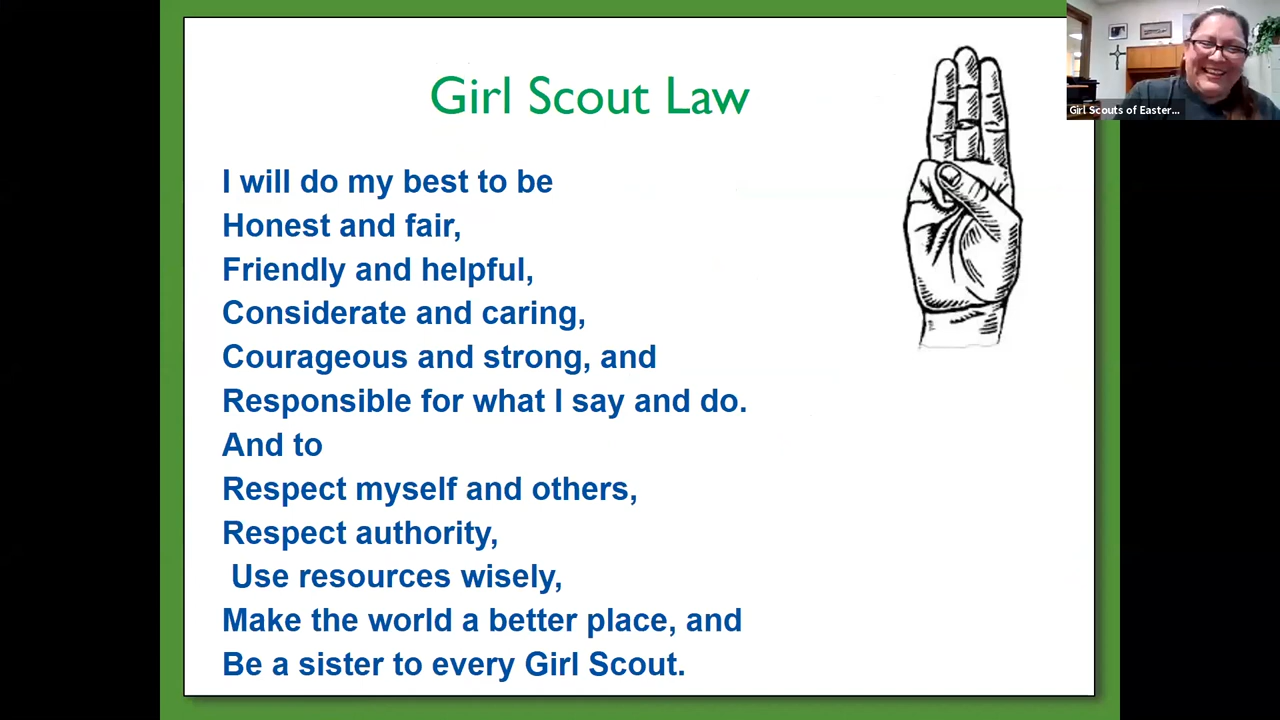 Girl Scout Law
I will do my best to be
Honest and fair,
Friendly and helpful,
Considerate and caring,
Courageous and strong, and
Responsible for what I say and do.
And to
Respect myself and others,
Respect authority,
Use resources wisely,
Make the world a better place, and
Be a sister to every Girl Scout.
Girl Scouts of Easter...